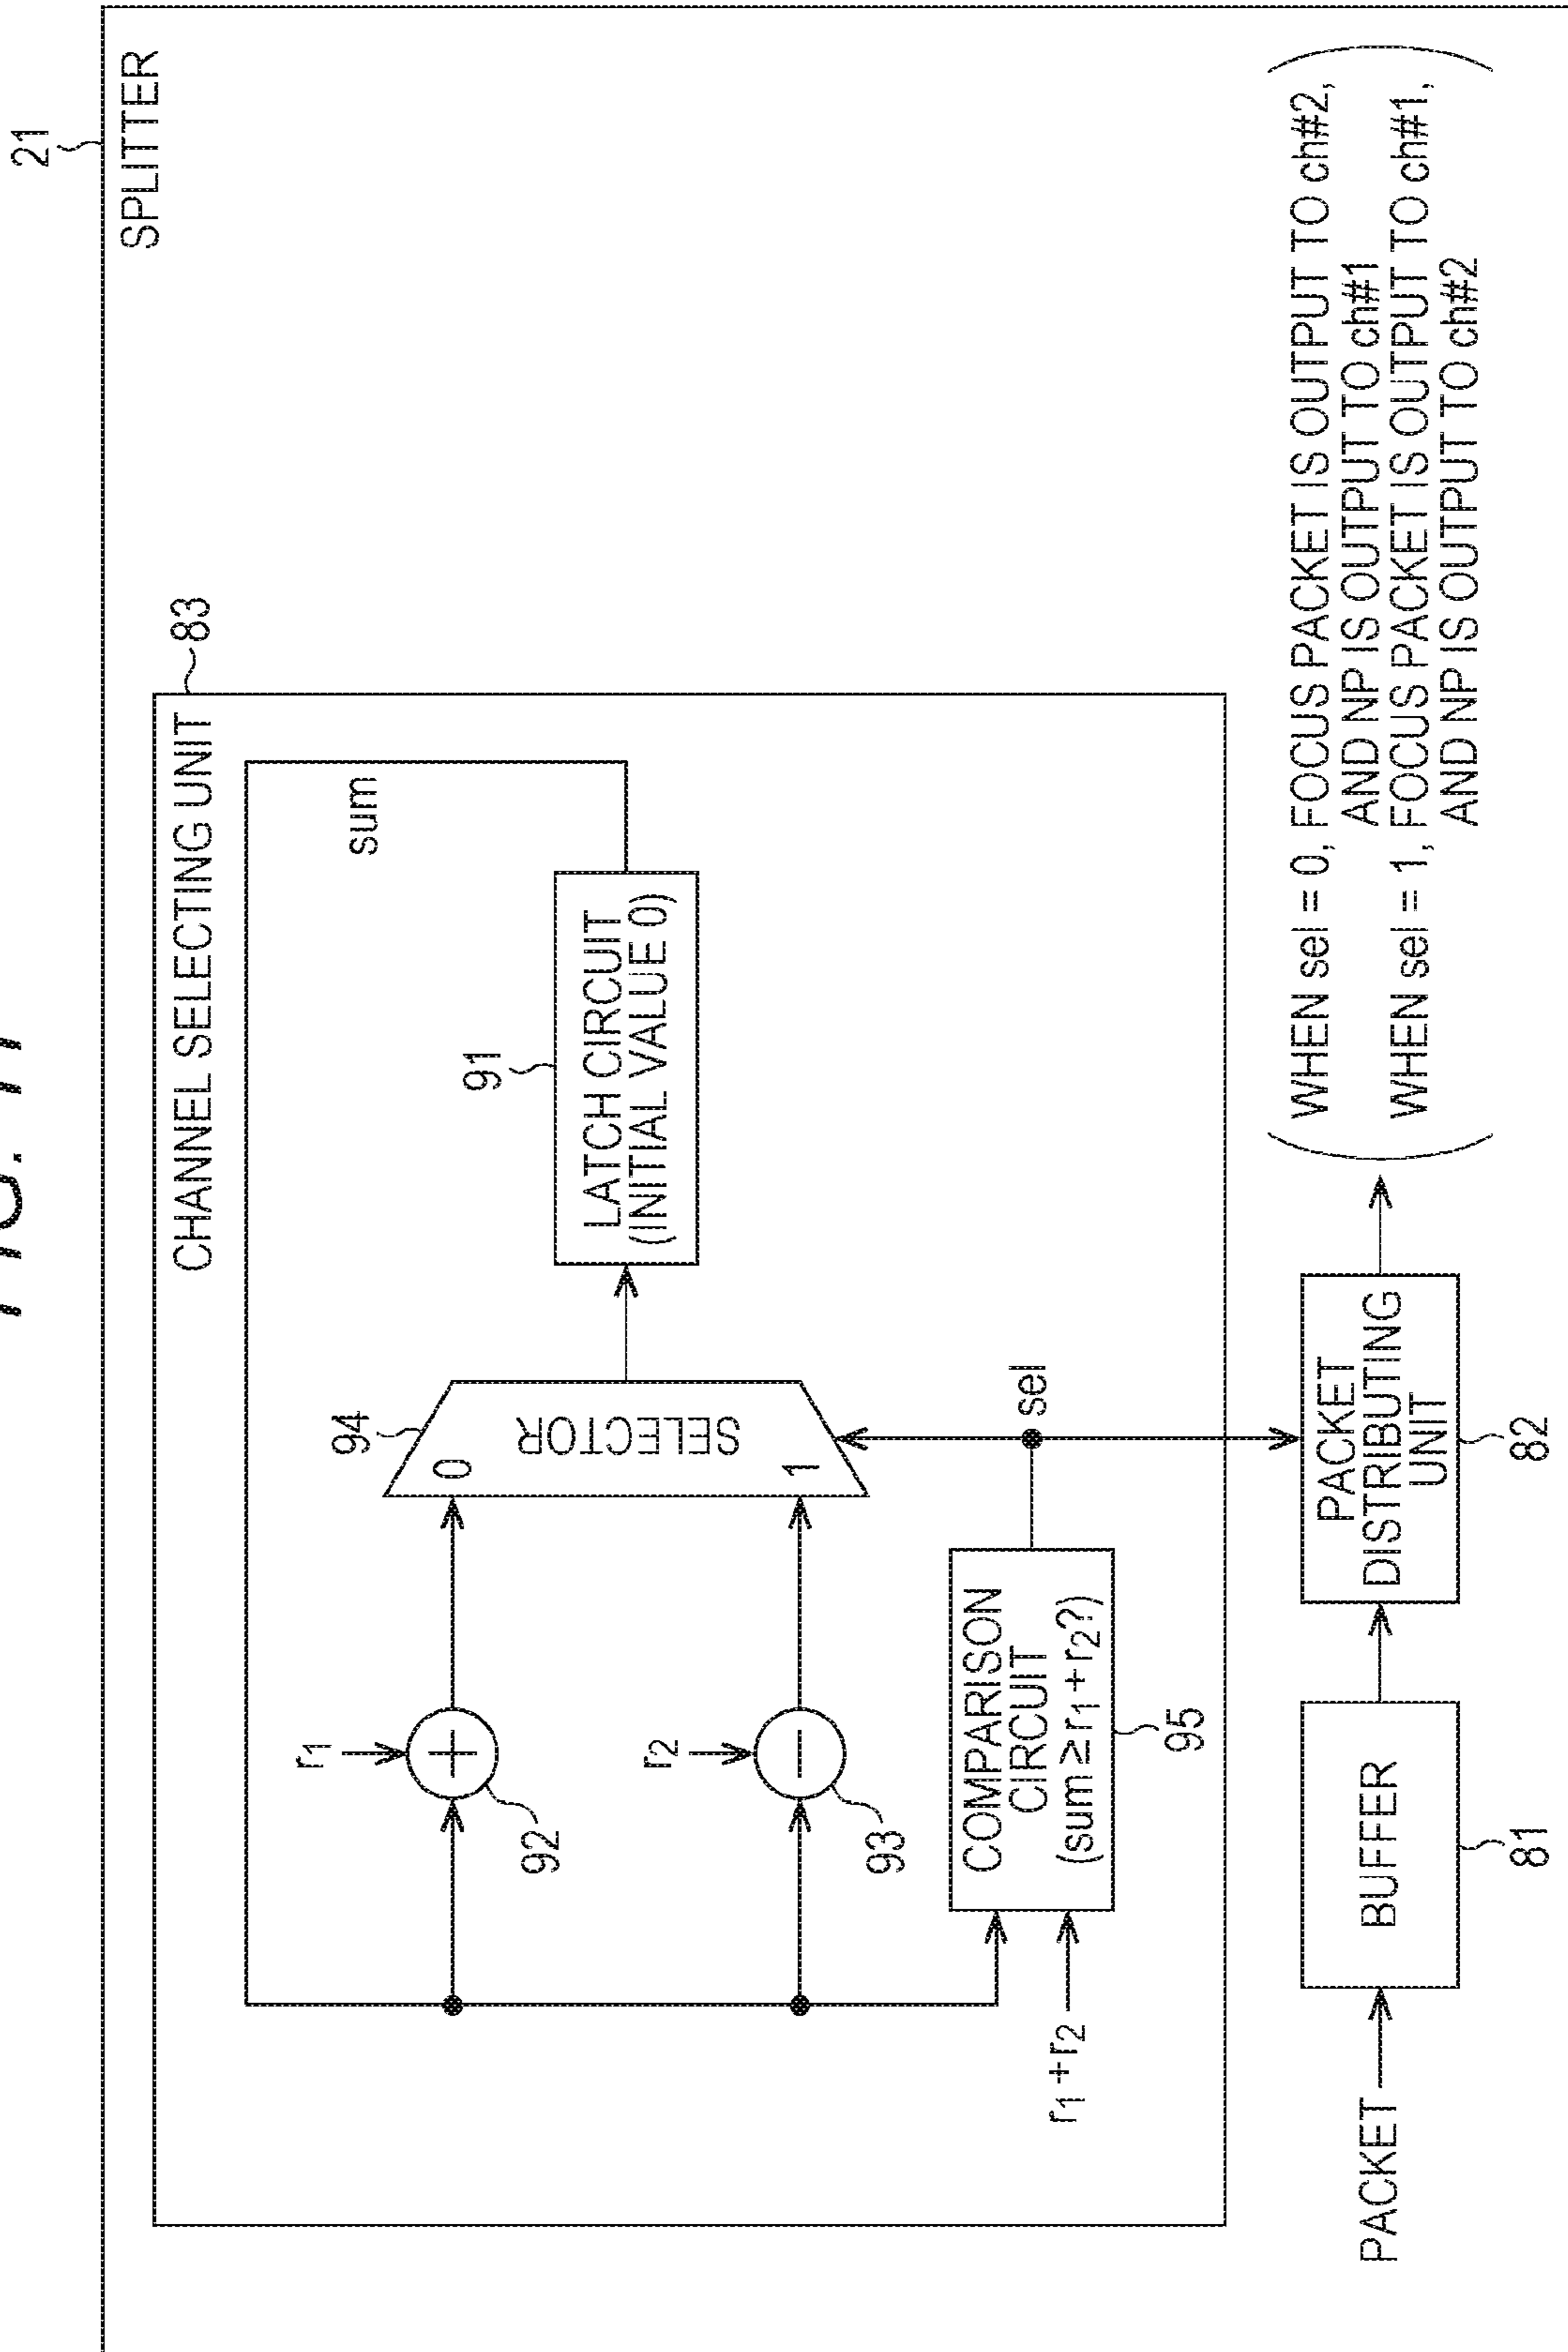 21
SPLITTER
CHANNEL SELECTING UNIT
83
sum
r1
92
r2
93
94
0
SELECTOR
1
91
LATCH CIRCUIT
(INITIAL VALUE 0)
r1 + r2
COMPARISON
CIRCUIT
(sum ≥ r1 + r2?)
95
sel
PACKET
BUFFER
81
PACKET
DISTRIBUTING
UNIT
82
WHEN sel = 0, FOCUS PACKET IS OUTPUT TO ch#2,
AND NP IS OUTPUT TO ch#1
WHEN sel = 1, FOCUS PACKET IS OUTPUT TO ch#1,
AND NP IS OUTPUT TO ch#2